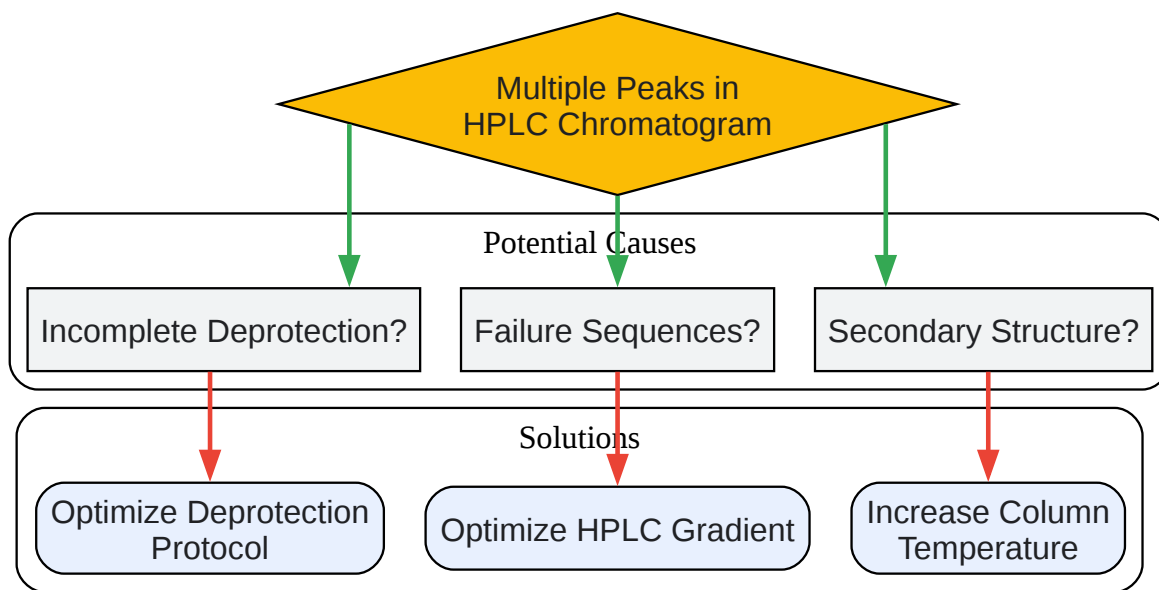 Multiple Peaks in
HPLC Chromatogram
Potential Causes
Incomplete Deprotection?
Failure Sequences?
Secondary Structure?
Solutions
Optimize Deprotection
Protocol
Optimize HPLC Gradient
Increase Column
Temperature